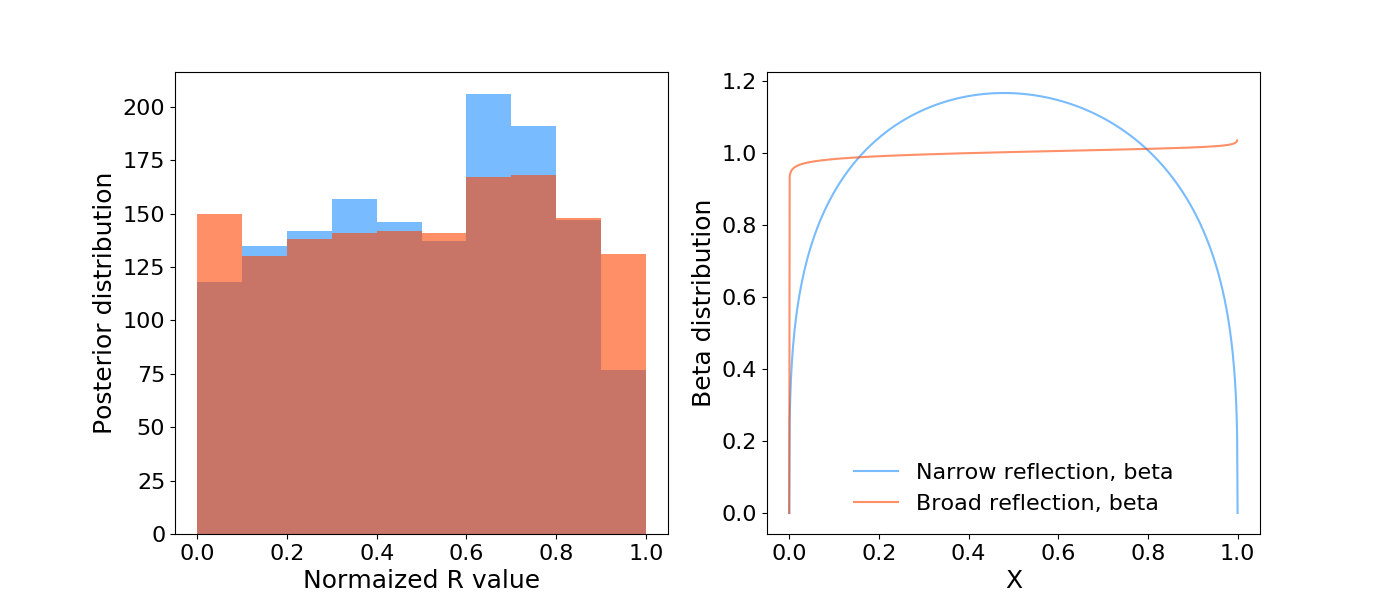 200
175
150
125
100
75
50
25
0
Posterior distribution
0.0 0.2 0.4 0.6 0.8 1.0
Normaized R value
1.2
1.0
0.8
0.6
0.4
0.2
0.0
Beta distribution
Narrow reflection, beta
Broad reflection, beta
0.0 0.2 0.4 0.6 0.8 1.0
X